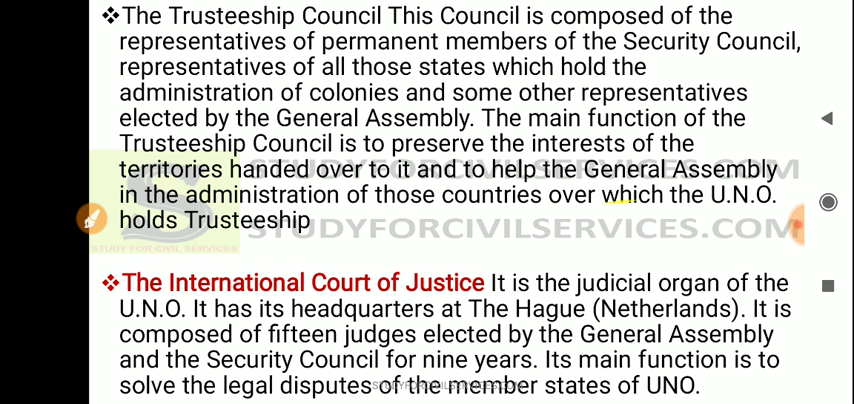 ❖The Trusteeship Council This Council is composed of the
representatives of permanent members of the Security Council,
representatives of all those states which hold the
administration of colonies and some other representatives
elected by the General Assembly. The main function of the
Trusteeship Council is to preserve the interests of the
territories handed over to it and to help the General Assembly
in the administration of those countries over which the U.N.O.
holds Trusteeship
STUDYFORCIVILSERVICES.COM
STUDYFORCIVILSERVICES.COM
S
STUDY FOR CIVIL SERVICES
❖The International Court of Justice It is the judicial organ of the
U.N.O. It has its headquarters at The Hague (Netherlands). It is
composed of fifteen judges elected by the General Assembly
and the Security Council for nine years. Its main function is to
solve the legal disputes of the member states of UNO.
STUDYFORCIVILSERVICES.COM